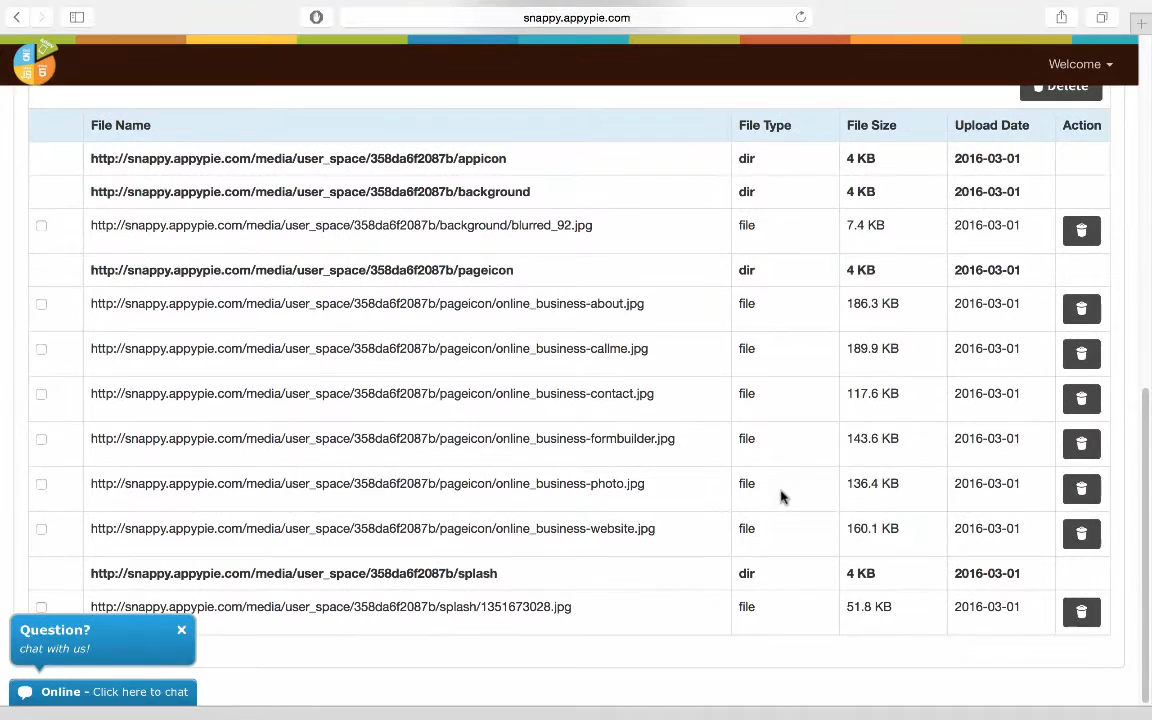 snappy.appypie.com
Welcome
Delete
File Name File Type File Size Upload Date Action
http://snappy.appypie.com/media/user_space/358da6f2087b/appicon dir 4 KB 2016-03-01
http://snappy.appypie.com/media/user_space/358da6f2087b/background dir 4 KB 2016-03-01
http://snappy.appypie.com/media/user_space/358da6f2087b/background/blurred_92.jpg file 7.4 KB 2016-03-01
http://snappy.appypie.com/media/user_space/358da6f2087b/pageicon dir 4 KB 2016-03-01
http://snappy.appypie.com/media/user_space/358da6f2087b/pageicon/online_business-about.jpg file 186.3 KB 2016-03-01
http://snappy.appypie.com/media/user_space/358da6f2087b/pageicon/online_business-callme.jpg file 189.9 KB 2016-03-01
http://snappy.appypie.com/media/user_space/358da6f2087b/pageicon/online_business-contact.jpg file 117.6 KB 2016-03-01
http://snappy.appypie.com/media/user_space/358da6f2087b/pageicon/online_business-formbuilder.jpg file 143.6 KB 2016-03-01
http://snappy.appypie.com/media/user_space/358da6f2087b/pageicon/online_business-photo.jpg file 136.4 KB 2016-03-01
http://snappy.appypie.com/media/user_space/358da6f2087b/pageicon/online_business-website.jpg file 160.1 KB 2016-03-01
http://snappy.appypie.com/media/user_space/358da6f2087b/splash dir 4 KB 2016-03-01
http://snappy.appypie.com/media/user_space/358da6f2087b/splash/1351673028.jpg file 51.8 KB 2016-03-01
Question?
chat with us!
Online - Click here to chat